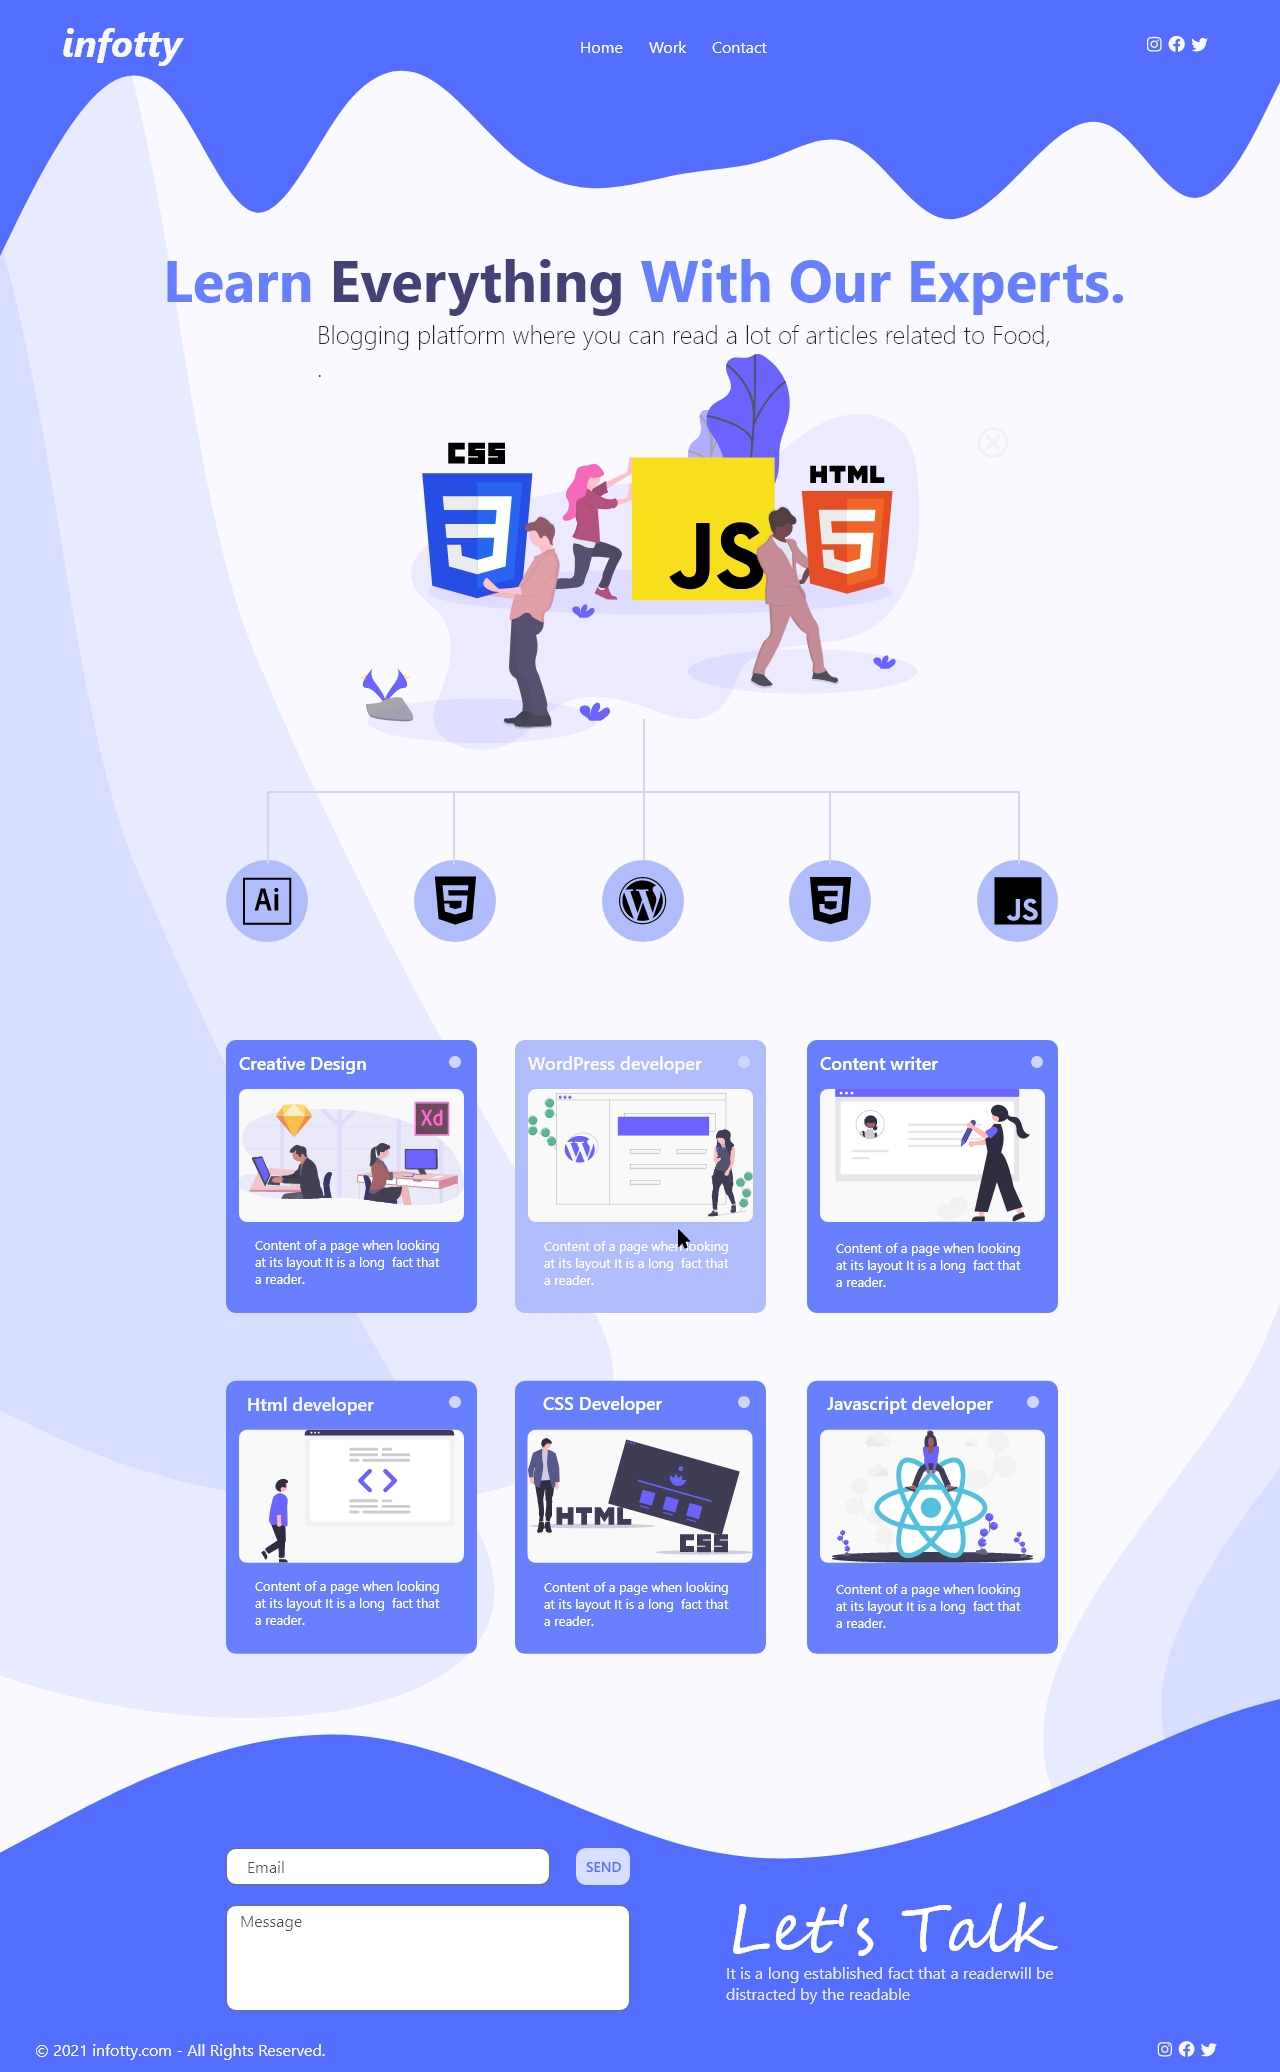 infotty
Home Work Contact
Learn Everything With Our Experts.
Blogging platform where you can read a lot of articles related to Food,
.
CSS
HTML
JS
Ai
JS
Creative Design
WordPress developer
Content writer
Xd
Content of a page when looking
at its layout It is a long fact that
a reader.
Content of a page when looking
at its layout It is a long fact that
a reader.
Content of a page when looking
at its layout It is a long fact that
a reader.
Html developer
CSS Developer
Javascript developer
HTML
CSS
Content of a page when looking
at its layout It is a long fact that
a reader.
Content of a page when looking
at its layout It is a long fact that
a reader.
Content of a page when looking
at its layout It is a long fact that
a reader.
Email
SEND
Message
Let's Talk
It is a long established fact that a readerwill be
distracted by the readable
© 2021 infotty.com - All Rights Reserved.